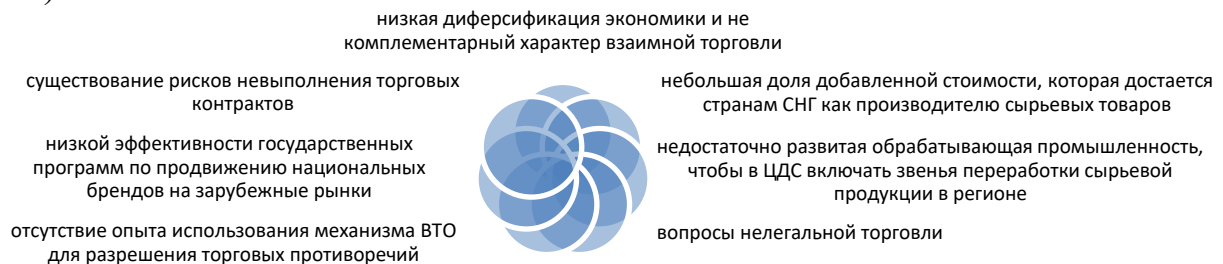 низкая диферсификация экономики и не
комплементарный характер взаимной торговли
существование рисков невыполнения торговых
контрактов
небольшая доля добавленной стоимости, которая достается
странам СНГ как производителю сырьевых товаров
низкой эффективности государственных
программ по продвижению национальных
брендов на зарубежные рынки
недостаточно развитая обрабатывающая промышленность,
чтобы в ЦДС включать звенья переработки сырьевой
продукции в регионе
отсутствие опыта использования механизма ВТО
для разрешения торговых противоречий
вопросы нелегальной торговли